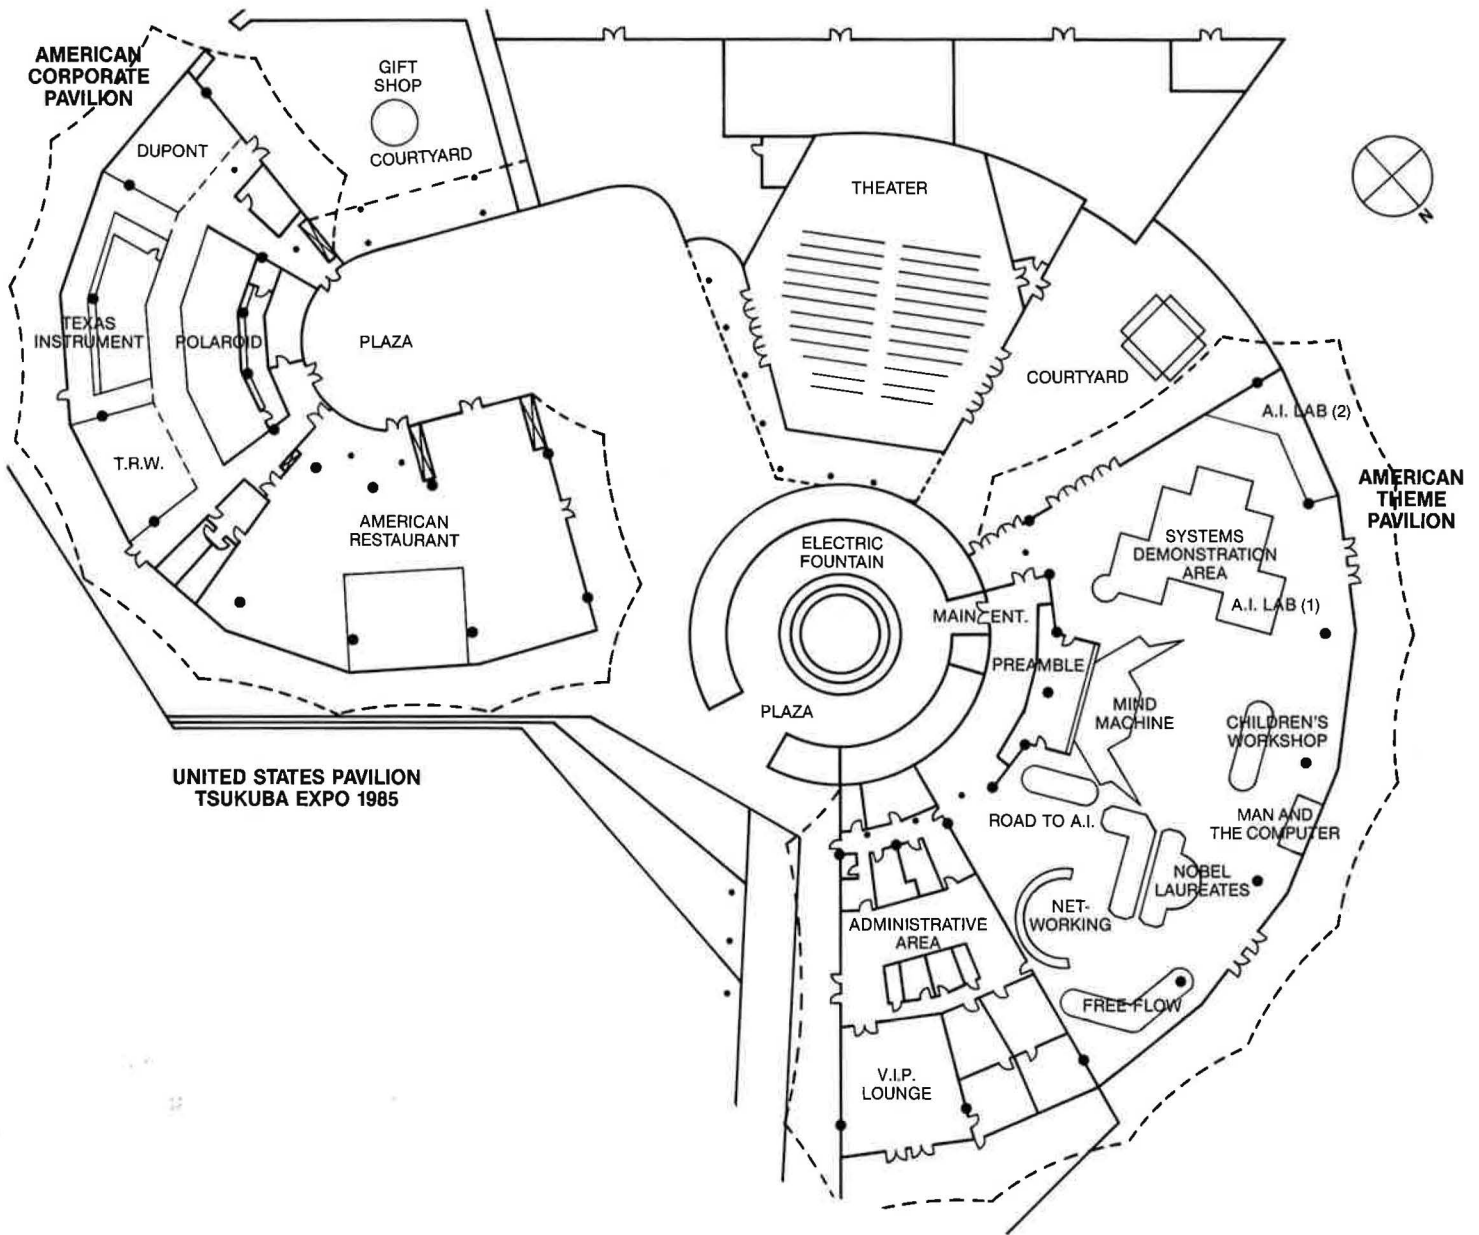 AMERICAN
CORPORATE
PAVILION
GIFT
SHOP
COURTYARD
DUPONT
THEATER
N
TEXAS
INSTRUMENT
POLAROID
PLAZA
COURTYARD
A.I. LAB (2)
T.R.W.
AMERICAN
THEME
PAVILION
AMERICAN
RESTAURANT
ELECTRIC
FOUNTAIN
SYSTEMS
DEMONSTRATION
AREA
A.I. LAB (1)
MAIN ENT.
PREAMBLE
PLAZA
MIND
MACHINE
CHILDREN'S
WORKSHOP
UNITED STATES PAVILION
TSUKUBA EXPO 1985
ROAD TO A.I.
MAN AND
THE COMPUTER
NOBEL
LAUREATES
NET-
WORKING
ADMINISTRATIVE
AREA
FREE-FLOW
V.I.P.
LOUNGE